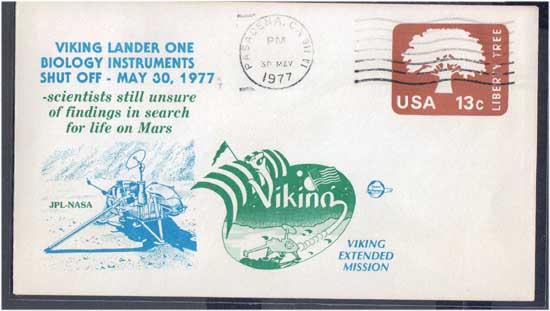 VIKING LANDER ONE
BIOLOGY INSTRUMENTS
SHUT OFF - MAY 30, 1977
-scientists still unsure
of findings in search
for life on Mars
JPL-NASA
PASADENA, CA
PM
30 MAY
1977
USA 13c
LIBERTY TREE
Viking
VIKING
EXTENDED
MISSION